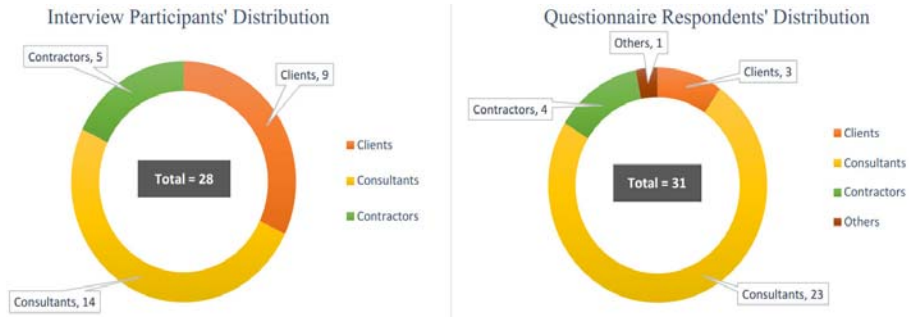 Interview Participants' Distribution
Contractors, 5
Clients, 9
Total = 28
Consultants, 14
Clients
Consultants
Contractors
Questionnaire Respondents' Distribution
Others, 1
Clients, 3
Contractors, 4
Total = 31
Consultants, 23
Clients
Consultants
Contractors
Others